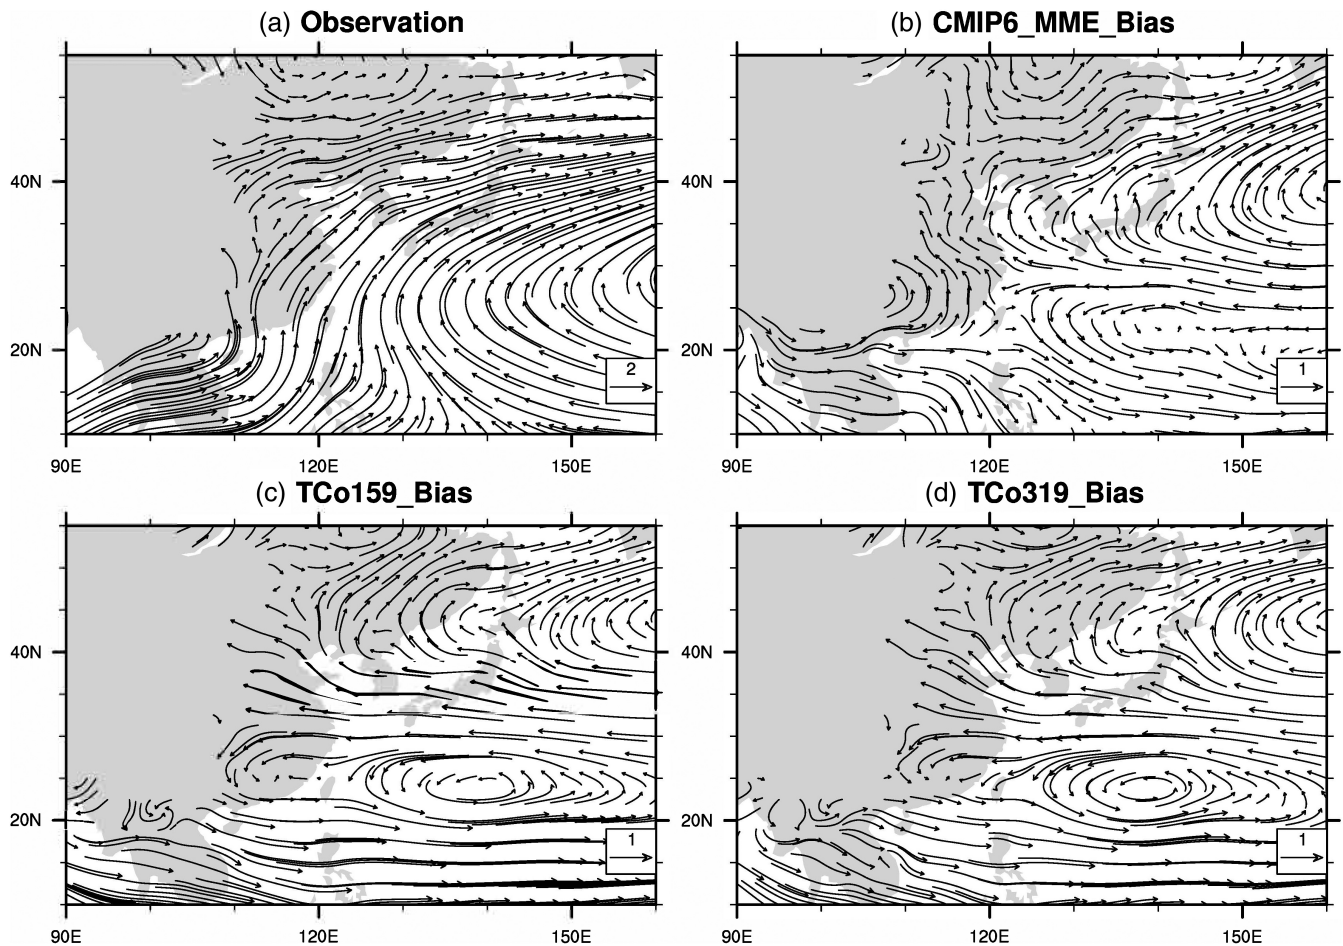 (a) Observation
(b) CMIP6_MME_Bias
40N
40N
20N
20N
2
1
90E
120E
150E
90E
120E
150E
(c) TCo159_Bias
(d) TCo319_Bias
40N
40N
20N
20N
1
1
90E
120E
150E
90E
120E
150E